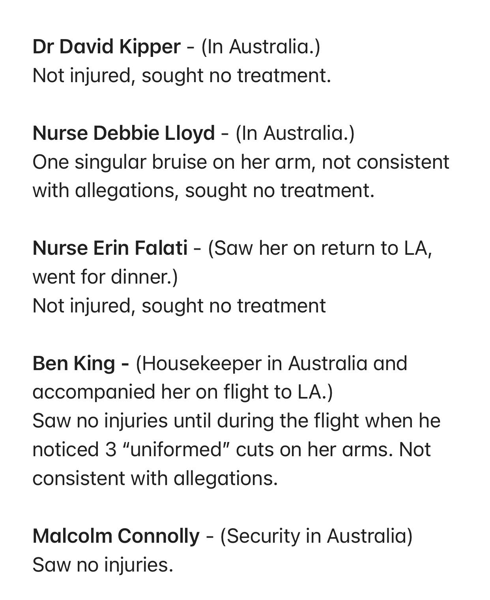 Dr David Kipper - (In Australia.)
Not injured, sought no treatment.
Nurse Debbie Lloyd - (In Australia.)
One singular bruise on her arm, not consistent
with allegations, sought no treatment.
Nurse Erin Falati - (Saw her on return to LA,
went for dinner.)
Not injured, sought no treatment
Ben King - (Housekeeper in Australia and
accompanied her on flight to LA.)
Saw no injuries until during the flight when he
noticed 3 “uniformed” cuts on her arms. Not
consistent with allegations.
Malcolm Connolly - (Security in Australia)
Saw no injuries.